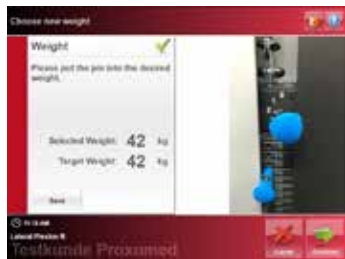 Choose new weight
Weight
Please put the pin into the desired
weight.
Selected Weight: 42 kg
Target Weight: 42 kg
Save
Lateral Flexion R
Testkunde Proxomed